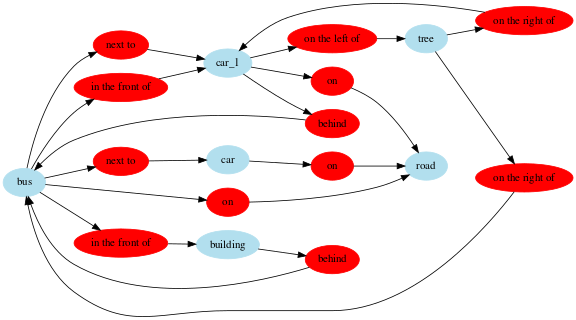 on the right of
next to
on the left of
tree
car_1
in the front of
on
behind
next to
car
on
road
bus
on the right of
on
in the front of
building
behind